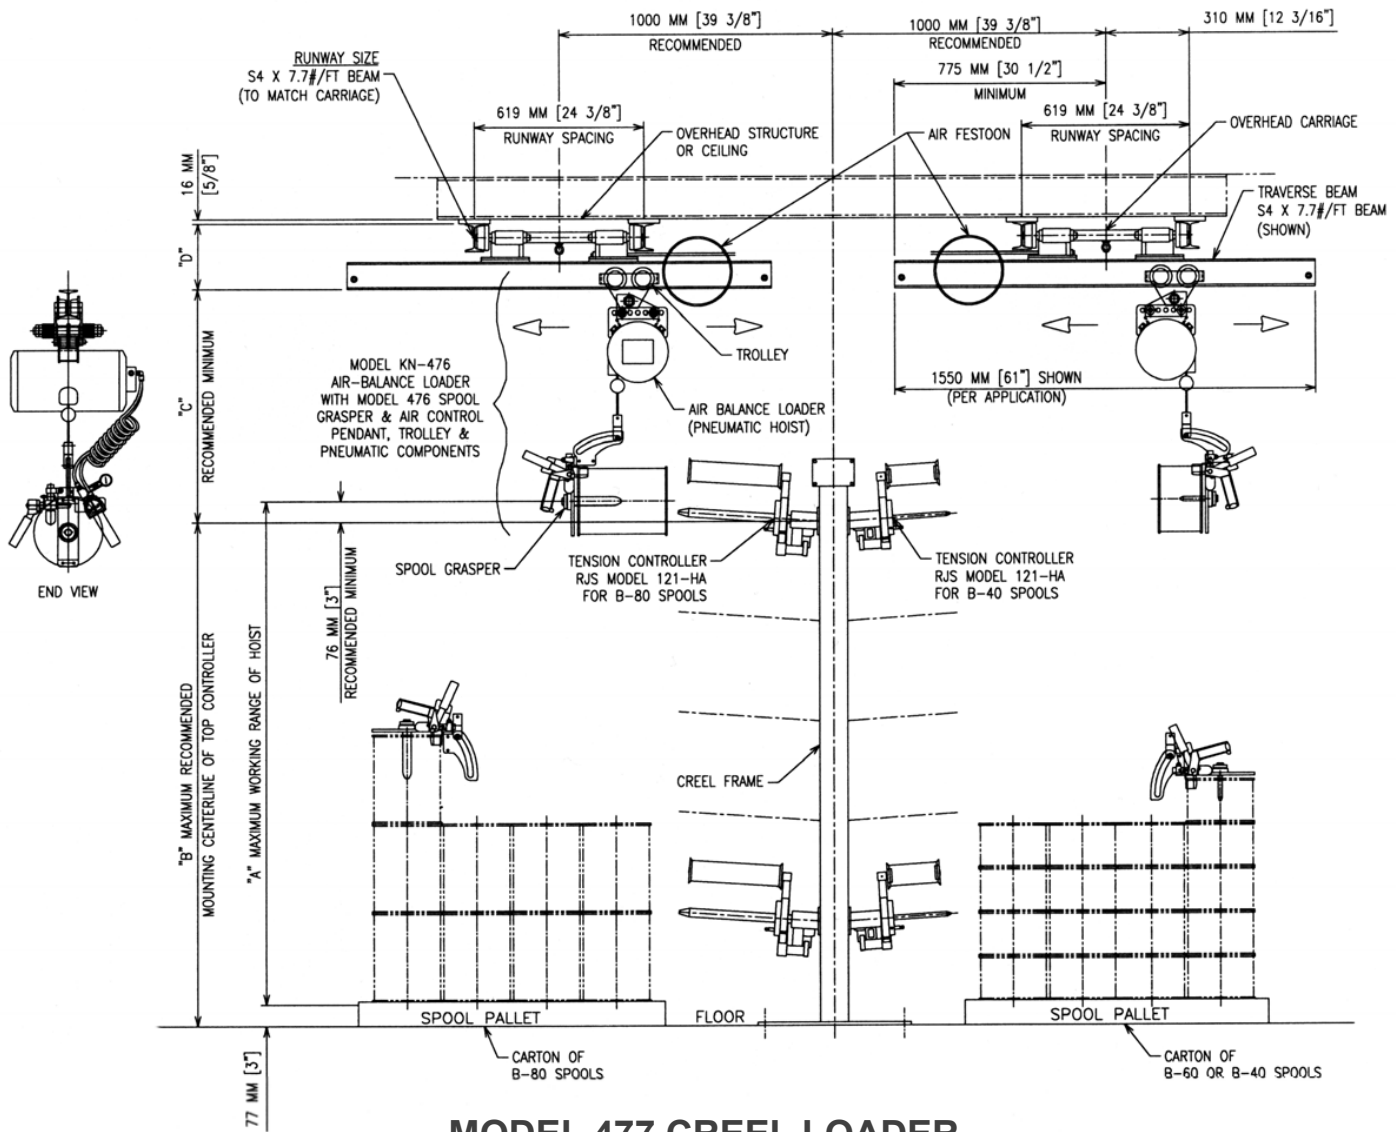 1000 MM [39 3/8"]
RECOMMENDED
1000 MM [39 3/8"]
RECOMMENDED
310 MM [12 3/16"]
RUNWAY SIZE
S4 X 7.7#/FT BEAM
(TO MATCH CARRIAGE)
775 MM [30 1/2"]
MINIMUM
619 MM [24 3/8"]
RUNWAY SPACING
OVERHEAD STRUCTURE
OR CEILING
AIR FESTOON
619 MM [24 3/8"]
RUNWAY SPACING
OVERHEAD CARRIAGE
16 MM
[5/8"]
TRAVERSE BEAM
S4 X 7.7#/FT BEAM
(SHOWN)
"D"
"C"
RECOMMENDED MINIMUM
MODEL KN-476
AIR-BALANCE LOADER
WITH MODEL 476 SPOOL
GRASPER & AIR CONTROL
PENDANT, TROLLEY &
PNEUMATIC COMPONENTS
TROLLEY
AIR BALANCE LOADER
(PNEUMATIC HOIST)
1550 MM [61"] SHOWN
(PER APPLICATION)
END VIEW
SPOOL GRASPER
TENSION CONTROLLER
RJS MODEL 121-HA
FOR B-80 SPOOLS
TENSION CONTROLLER
RJS MODEL 121-HA
FOR B-40 SPOOLS
76 MM [3"]
RECOMMENDED MINIMUM
"B" MAXIMUM RECOMMENDED
MOUNTING CENTERLINE OF TOP CONTROLLER
"A" MAXIMUM WORKING RANGE OF HOIST
CREEL FRAME
SPOOL PALLET
FLOOR
SPOOL PALLET
CARTON OF
B-80 SPOOLS
CARTON OF
B-60 OR B-40 SPOOLS
77 MM [3"]
MODEL 477 CREEL LOADER